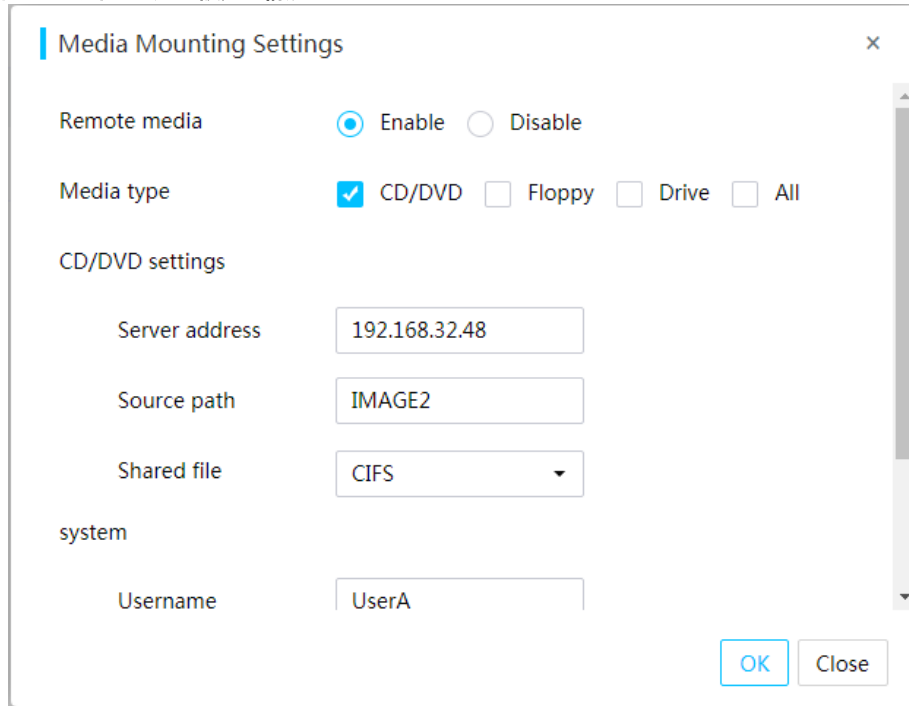 Media Mounting Settings ×
Remote media Enable Disable
Media type CD/DVD Floppy Drive All
CD/DVD settings
Server address 192.168.32.48
Source path IMAGE2
Shared file CIFS
system
Username UserA
OK Close